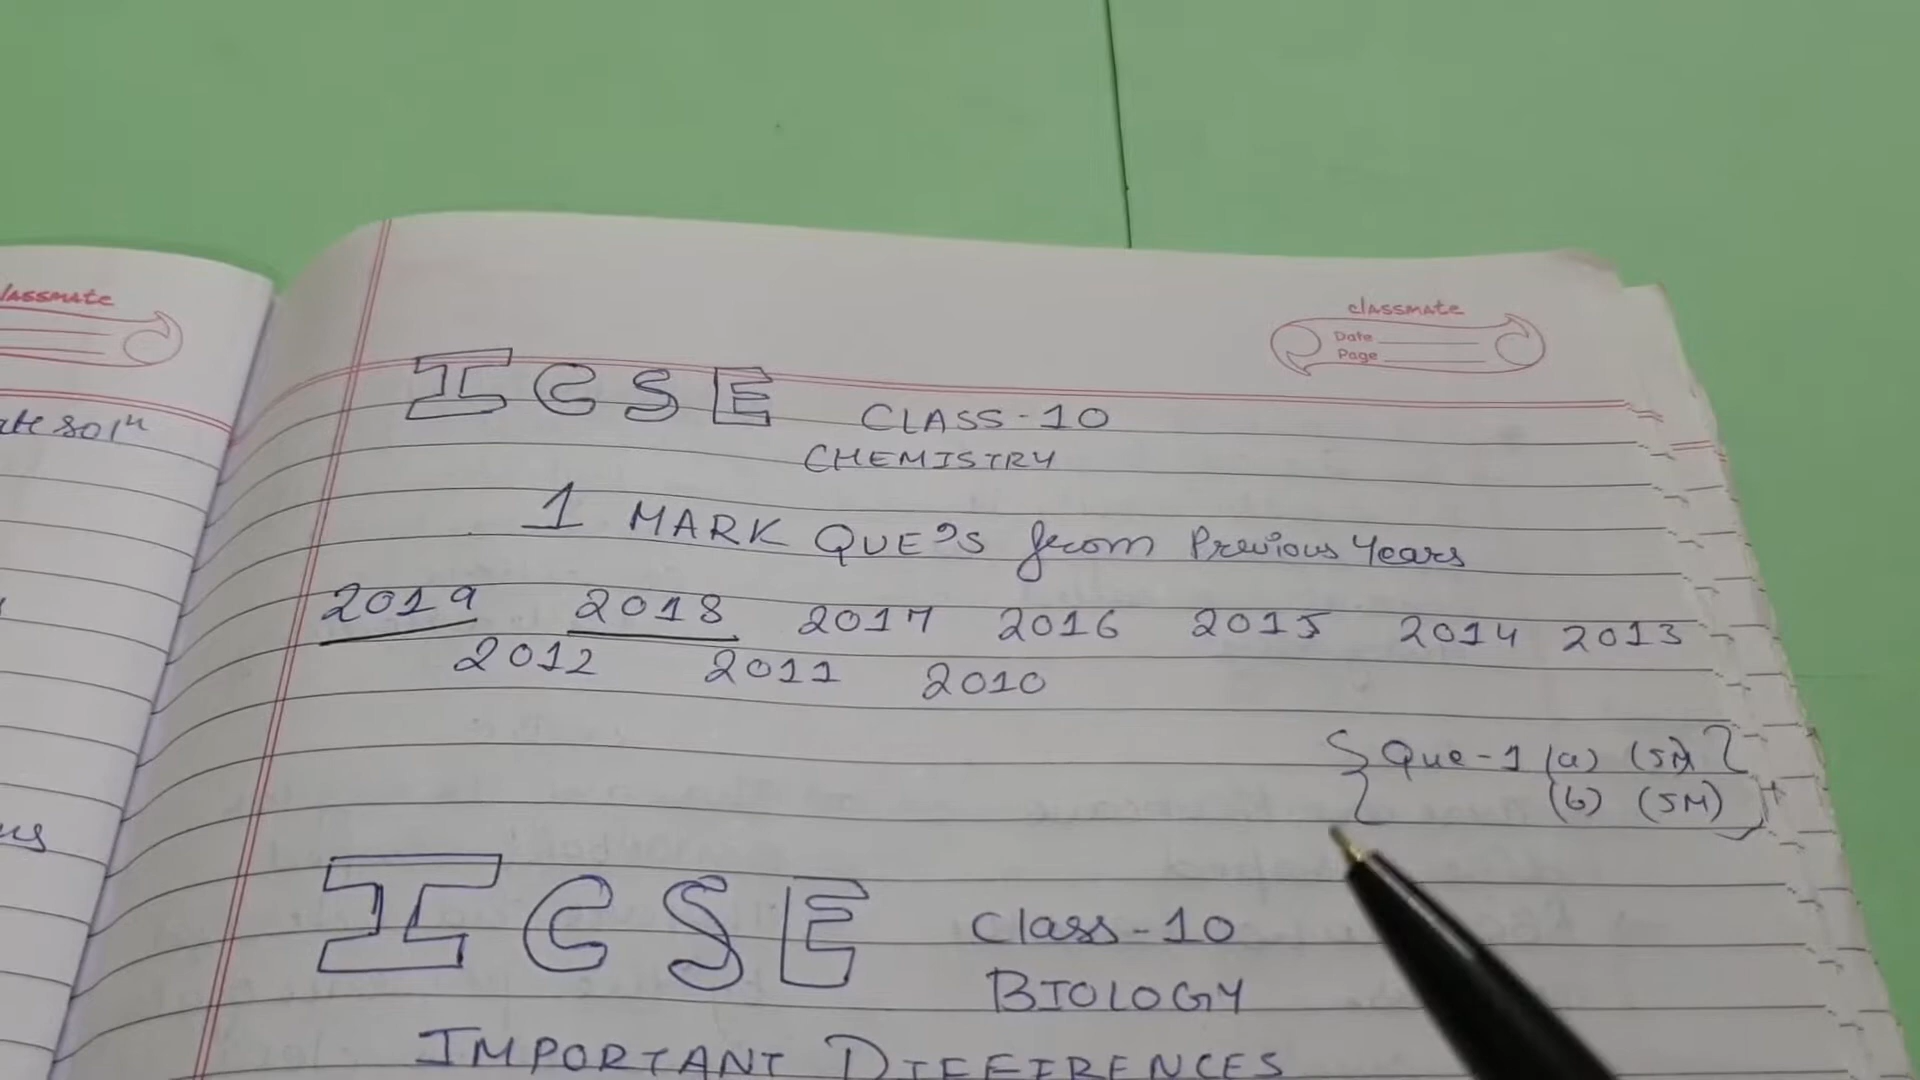 classmate
classmate
Date
Page
ICSE CLASS-10
CHEMISTRY
1 MARK QUE's from Previous Years
2019 2018 2017 2016 2015 2014 2013
2012 2011 2010
{ Que-1 (a) (5M) }
(b) (5M)
ICSE Class-10
BIOLOGY
IMPORTANT DIFFERENCES